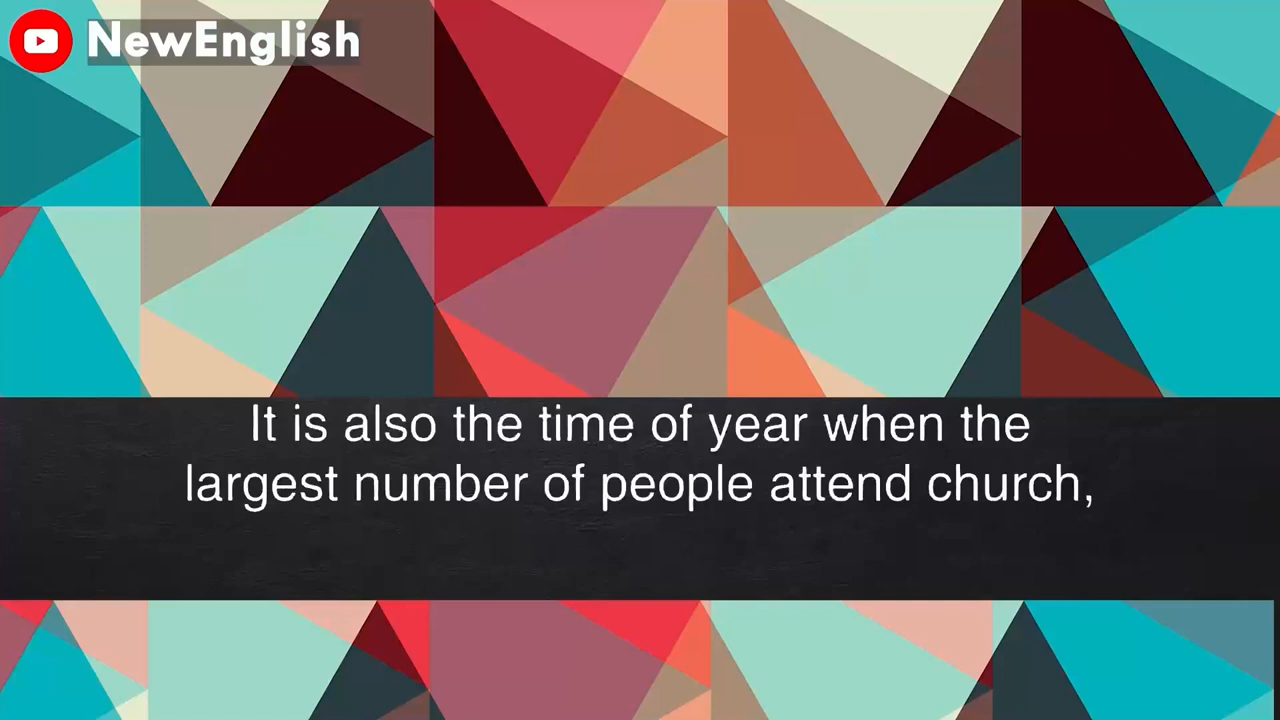 NewEnglish
It is also the time of year when the
largest number of people attend church,